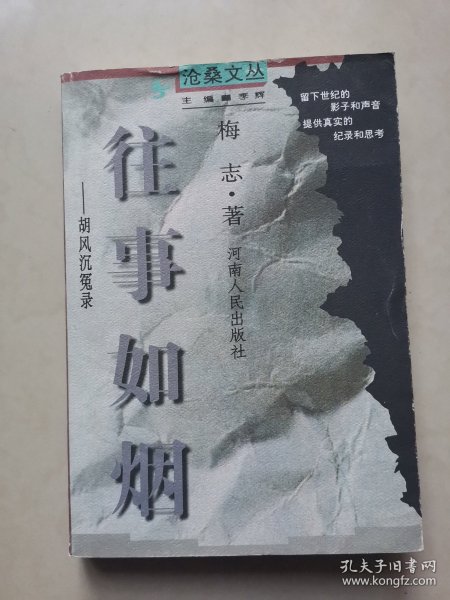 沧桑文丛
主编 李辉
留下世纪的
影子和声音
提供真实的
纪录和思考
梅志·著
河南人民出版社
往事如烟
——胡风沉冤录
孔夫子旧书网
www.kongfz.com